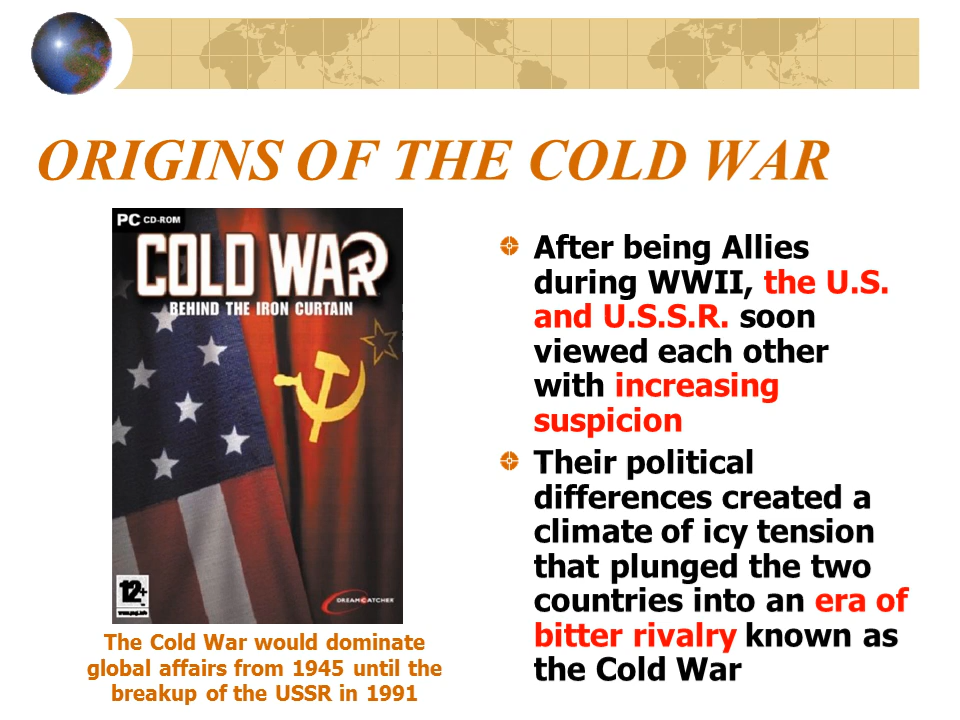 ORIGINS OF THE COLD WAR
PC CD-ROM
COLD WAR
BEHIND THE IRON CURTAIN
12+
www.pegi.info
DREAMCATCHER
The Cold War would dominate
global affairs from 1945 until the
breakup of the USSR in 1991
After being Allies
during WWII, the U.S.
and U.S.S.R. soon
viewed each other
with increasing
suspicion
Their political
differences created a
climate of icy tension
that plunged the two
countries into an era of
bitter rivalry known as
the Cold War